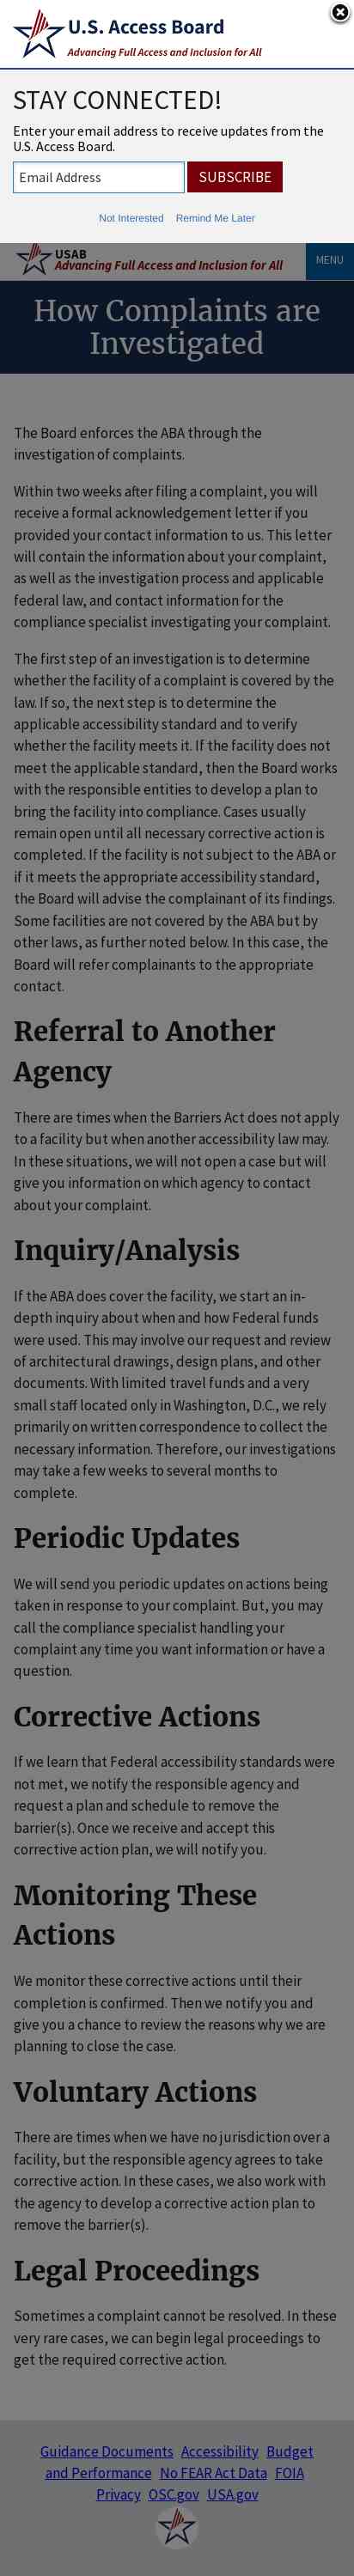 U.S. Access Board
Advancing Full Access and Inclusion for All
STAY CONNECTED!
Enter your email address to receive updates from the
U.S. Access Board.
Email Address
SUBSCRIBE
Not Interested
Remind Me Later
USAB
Advancing Full Access and Inclusion for All
MENU
How Complaints are
Investigated
The Board enforces the ABA through the
investigation of complaints.
Within two weeks after filing a complaint, you will
receive a formal acknowledgement letter if you
provided your contact information to us. This letter
will contain the information about your complaint,
as well as the investigation process and applicable
federal law, and contact information for the
compliance specialist investigating your complaint.
The first step of an investigation is to determine
whether the facility of a complaint is covered by the
law. If so, the next step is to determine the
applicable accessibility standard and to verify
whether the facility meets it. If the facility does not
meet the applicable standard, then the Board works
with the responsible entities to develop a plan to
bring the facility into compliance. Cases usually
remain open until all necessary corrective action is
completed. If the facility is not subject to the ABA or
if it meets the appropriate accessibility standard,
the Board will advise the complainant of its findings.
Some facilities are not covered by the ABA but by
other laws, as further noted below. In this case, the
Board will refer complainants to the appropriate
contact.
Referral to Another
Agency
There are times when the Barriers Act does not apply
to a facility but when another accessibility law may.
In these situations, we will not open a case but will
give you information on which agency to contact
about your complaint.
Inquiry/Analysis
If the ABA does cover the facility, we start an in-
depth inquiry about when and how Federal funds
were used. This may involve our request and review
of architectural drawings, design plans, and other
documents. With limited travel funds and a very
small staff located only in Washington, D.C., we rely
primarily on written correspondence to collect the
necessary information. Therefore, our investigations
may take a few weeks to several months to
complete.
Periodic Updates
We will send you periodic updates on actions being
taken in response to your complaint. But, you may
call the compliance specialist handling your
complaint any time you want information or have a
question.
Corrective Actions
If we learn that Federal accessibility standards were
not met, we notify the responsible agency and
request a plan and schedule to remove the
barrier(s). Once we receive and accept this
corrective action plan, we will notify you.
Monitoring These
Actions
We monitor these corrective actions until their
completion is confirmed. Then we notify you and
give you a chance to review the reasons why we are
planning to close the case.
Voluntary Actions
There are times when we have no jurisdiction over a
facility, but the responsible agency agrees to take
corrective action. In these cases, we also work with
the agency to develop a corrective action plan to
remove the barrier(s).
Legal Proceedings
Sometimes a complaint cannot be resolved. In these
very rare cases, we can begin legal proceedings to
get the required corrective action.
Guidance Documents Accessibility Budget
and Performance No FEAR Act Data FOIA
Privacy OSC.gov USA.gov